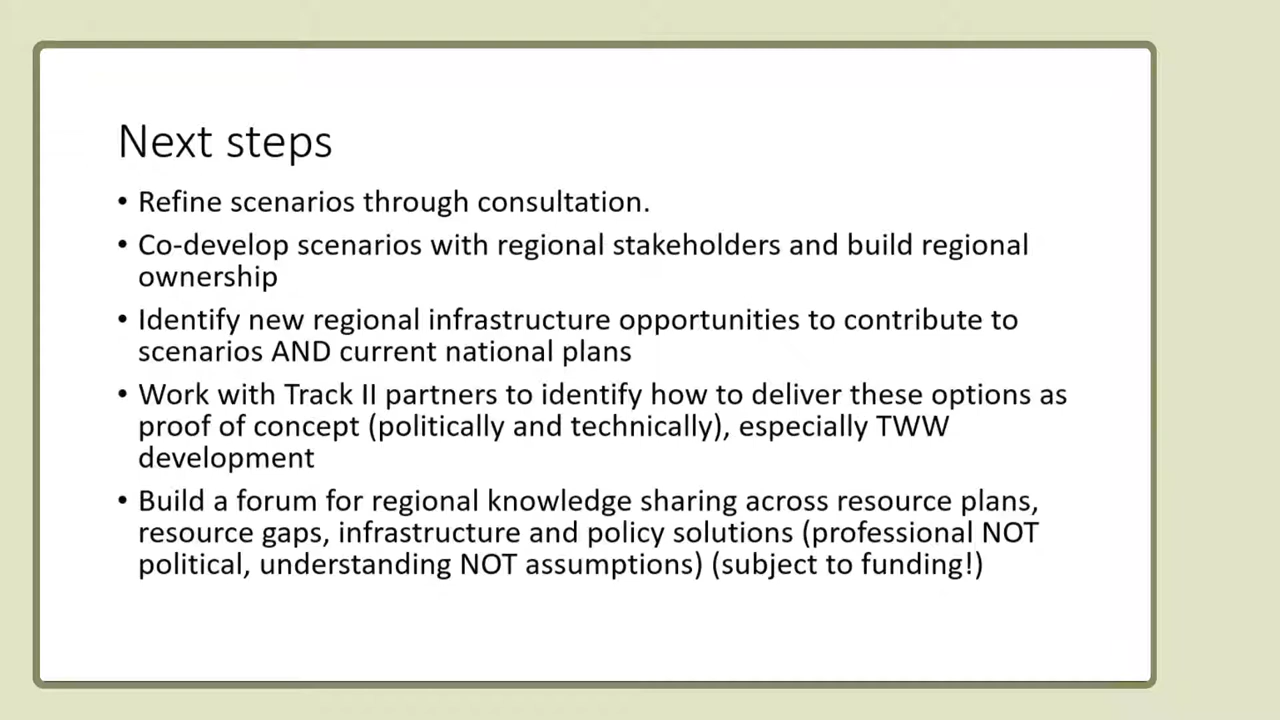 Next steps
• Refine scenarios through consultation.
• Co-develop scenarios with regional stakeholders and build regional
ownership
• Identify new regional infrastructure opportunities to contribute to
scenarios AND current national plans
• Work with Track II partners to identify how to deliver these options as
proof of concept (politically and technically), especially TWW
development
• Build a forum for regional knowledge sharing across resource plans,
resource gaps, infrastructure and policy solutions (professional NOT
political, understanding NOT assumptions) (subject to funding!)